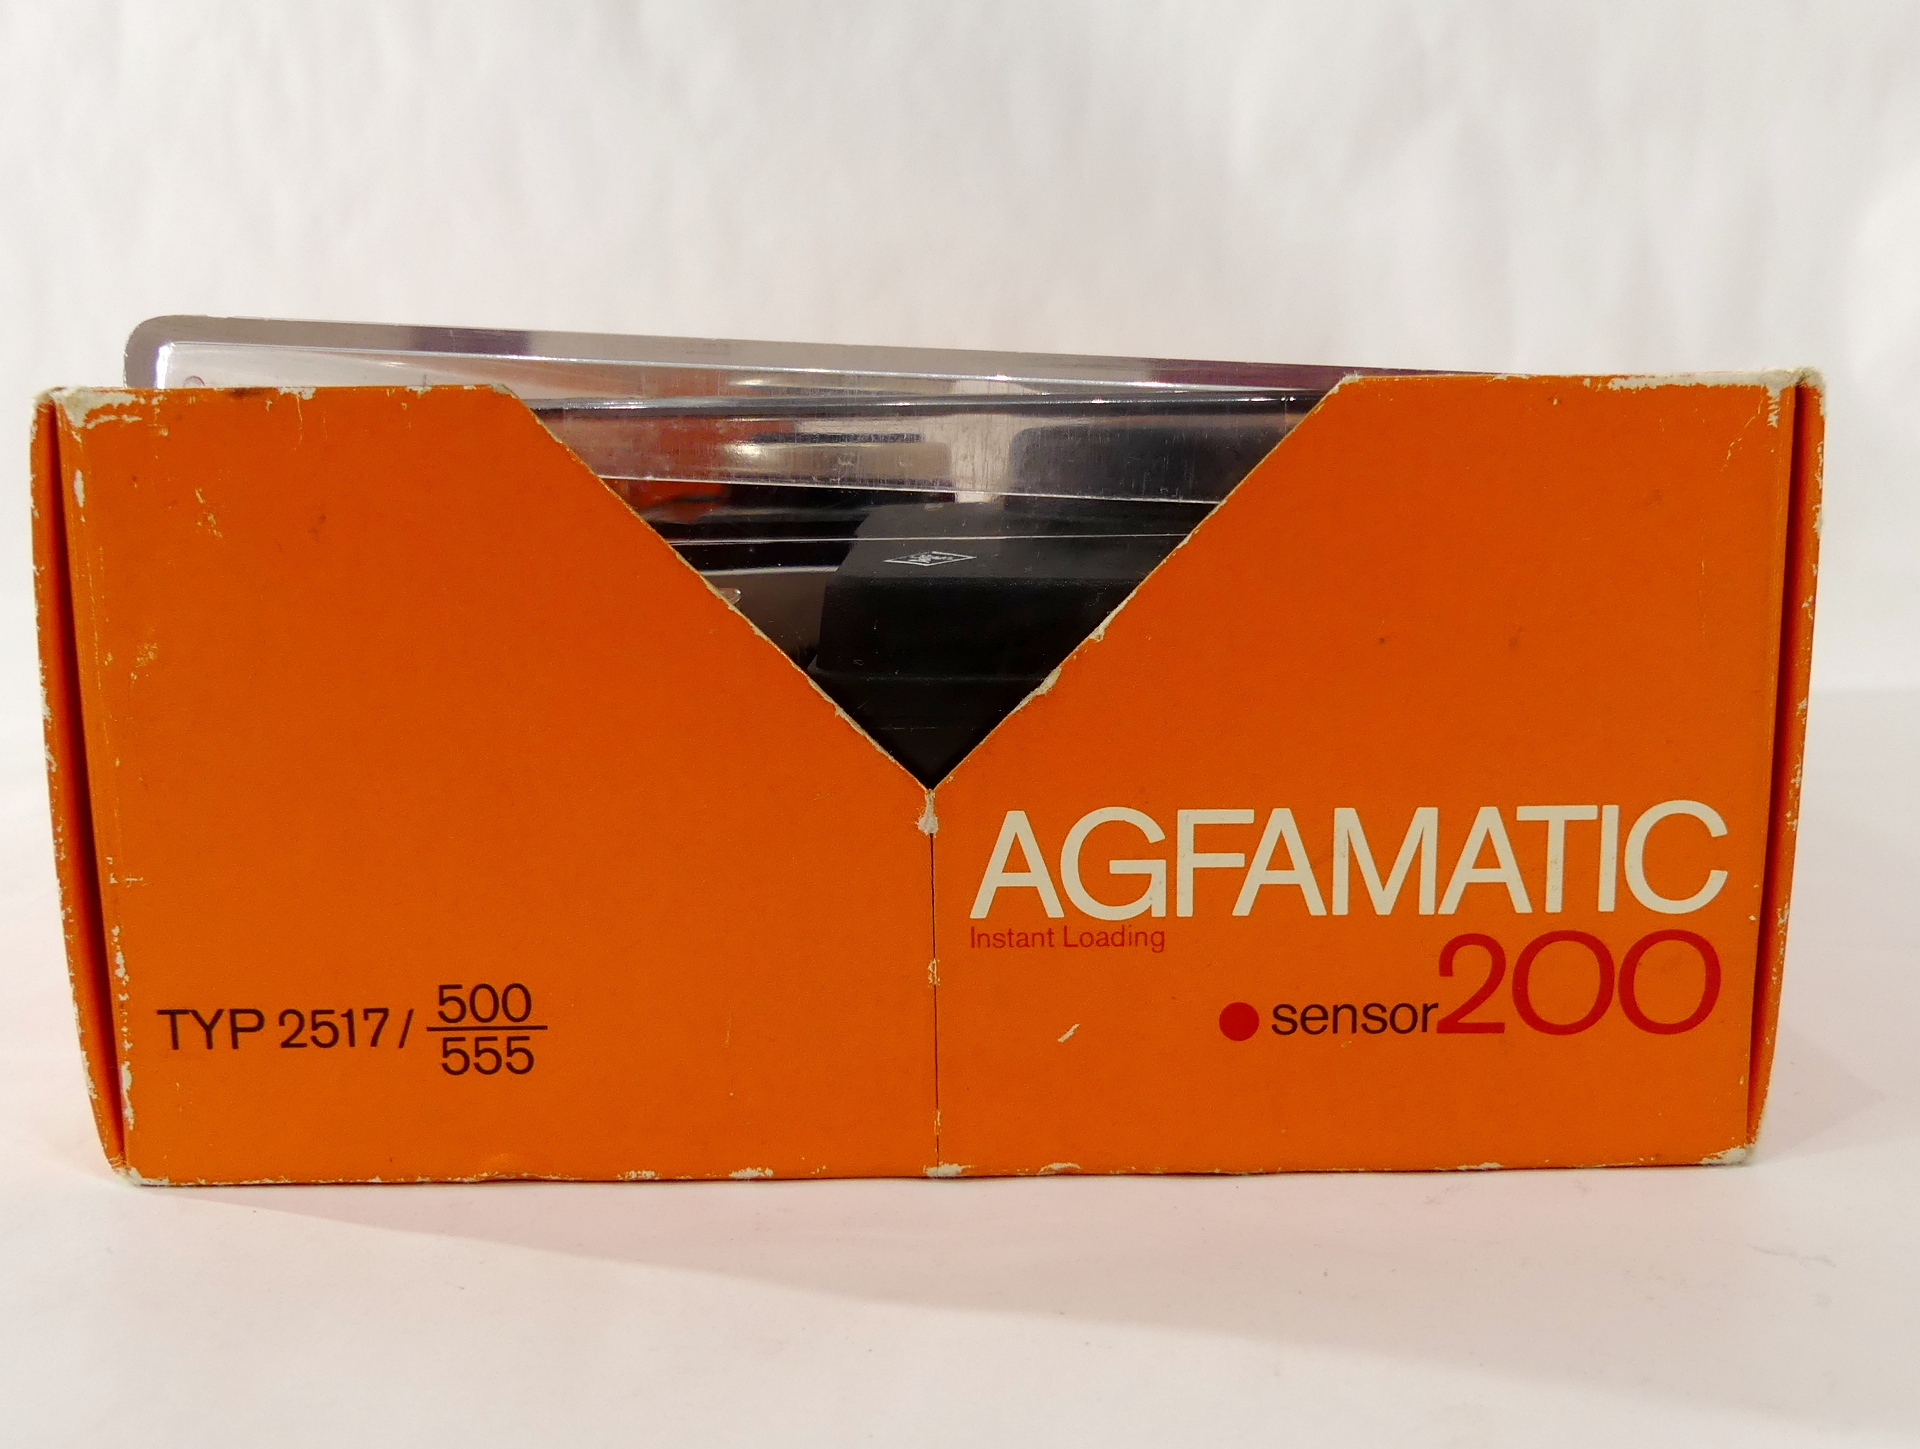 AGFAMATIC
Instant Loading
sensor 200
TYP 2517/ 500
555